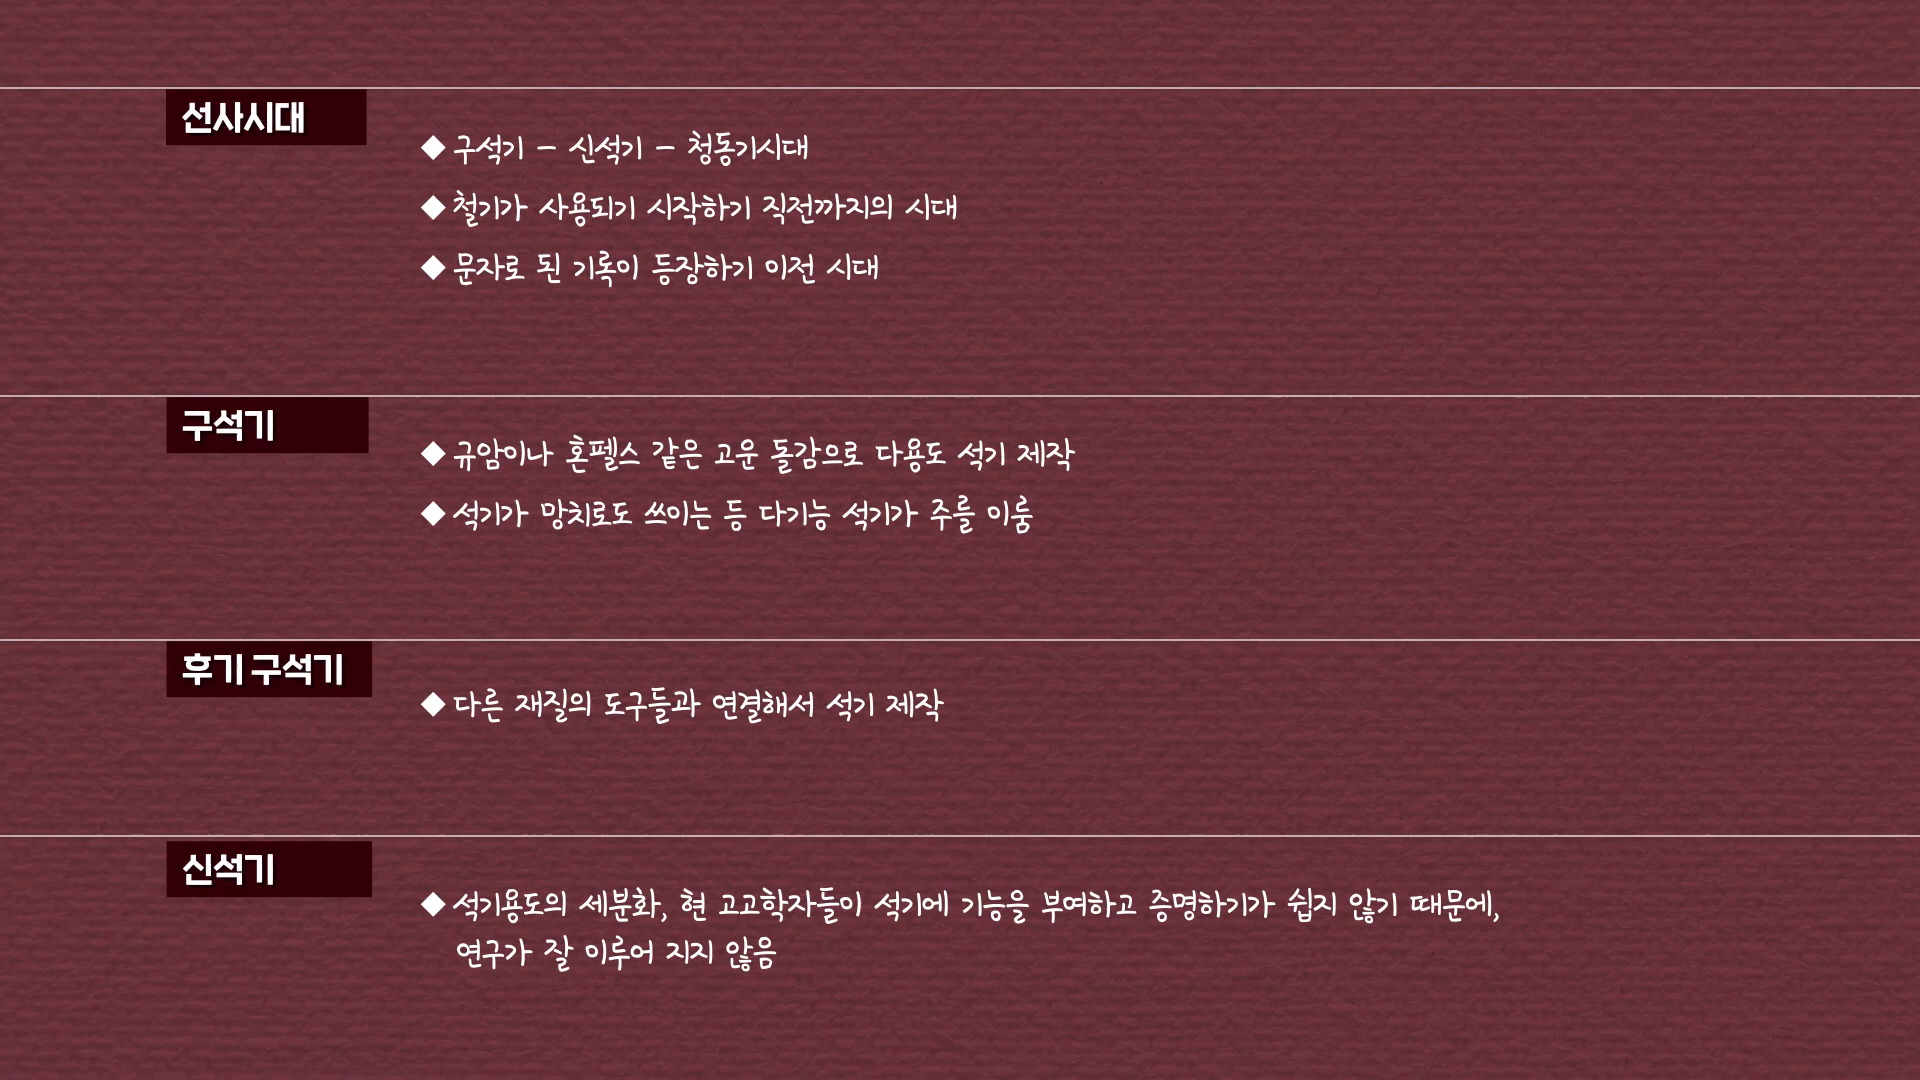 선사시대
◆ 구석기 – 신석기 – 청동기시대
◆ 철기가 사용되기 시작하기 직전까지의 시대
◆ 문자로 된 기록이 등장하기 이전 시대
구석기
◆ 규암이나 혼펠스 같은 고운 돌감으로 다용도 석기 제작
◆ 석기가 망치로도 쓰이는 등 다기능 석기가 주를 이룸
후기 구석기
◆ 다른 재질의 도구들과 연결해서 석기 제작
신석기
◆ 석기용도의 세분화, 현 고고학자들이 석기에 기능을 부여하고 증명하기가 쉽지 않기 때문에,
연구가 잘 이루어 지지 않음